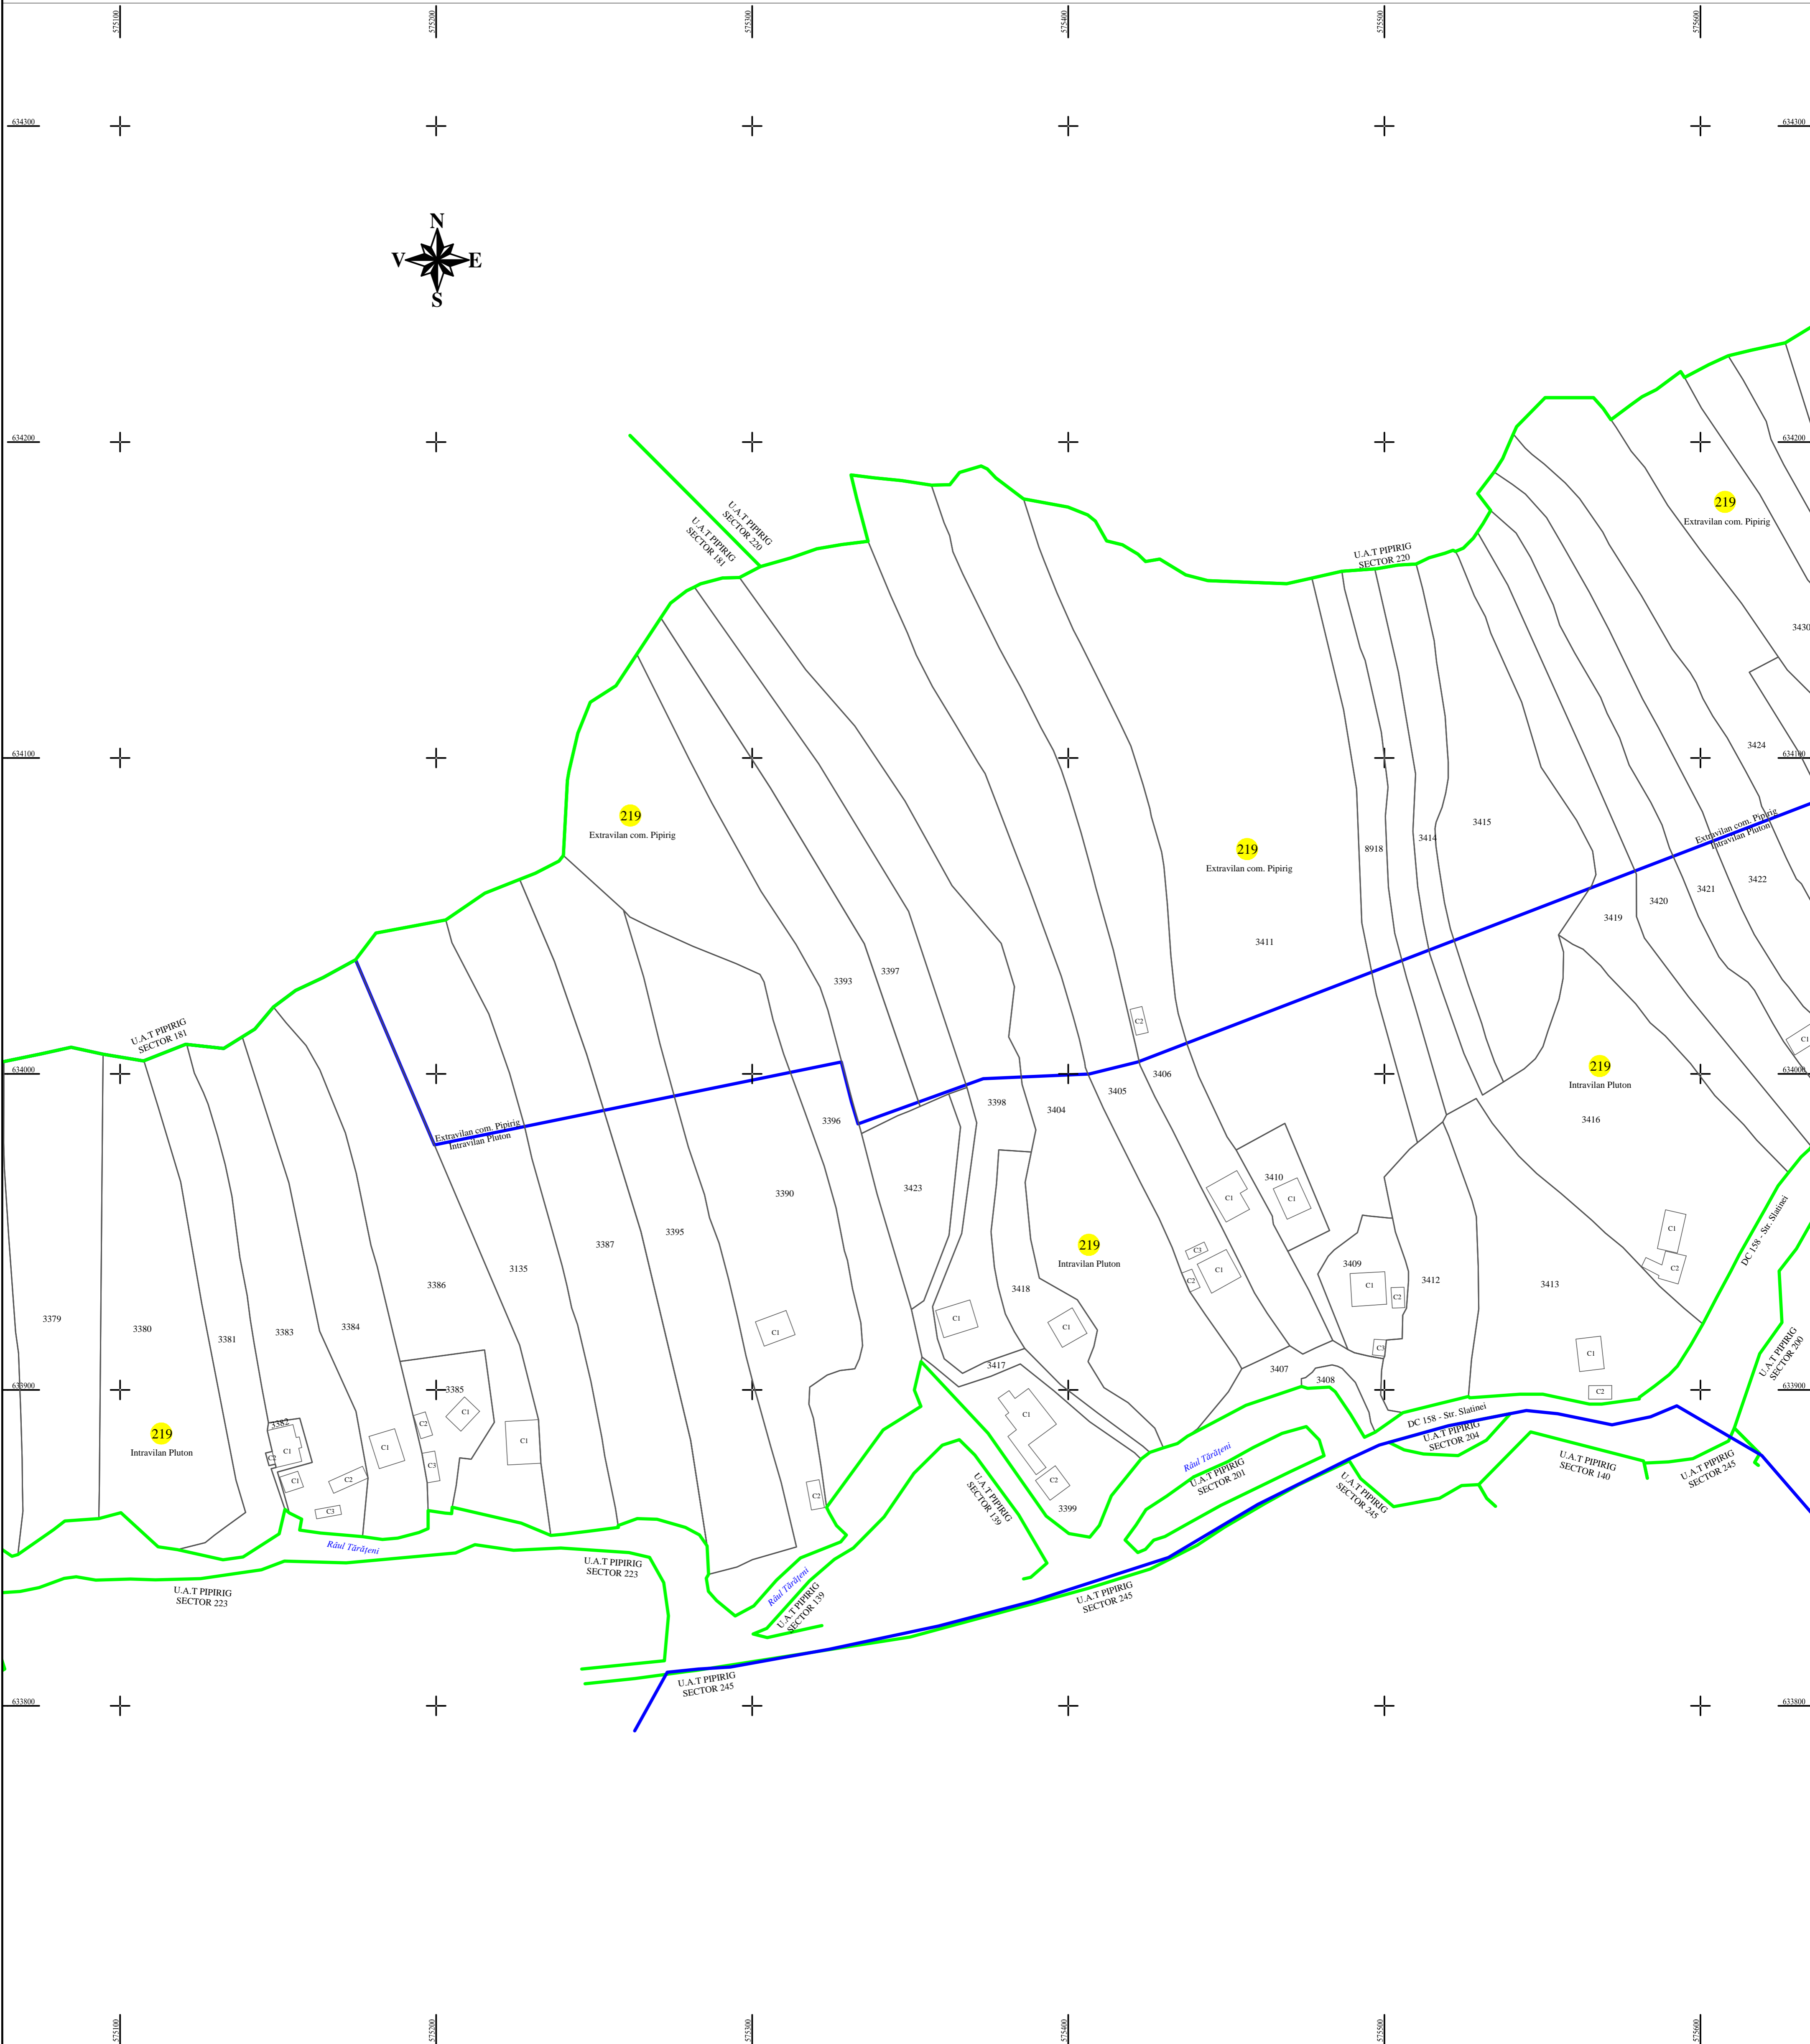 575100
575200
575300
575400
575500
575600
634300
634300
N
V E
S
634200
634200
219
Extravilan com. Pipirig
U.A.T PIPIRIG
SECTOR 220
U.A.T PIPIRIG
SECTOR 181
U.A.T PIPIRIG
SECTOR 220
3430
634100
3424
634100
219
Extravilan com. Pipirig
3415
3414
8918
219
Extravilan com. Pipirig
Extravilan com. Pipirig
Intravilan Pluton
3422
3421
3420
3419
3411
3397
3393
C2
U.A.T PIPIRIG
SECTOR 181
C1
634000
634000
219
Intravilan Pluton
3406
3405
3404
3398
3396
3416
Extravilan com. Pipirig
Intravilan Pluton
3410
3423
3390
C1
C1
3395
3387
219
Intravilan Pluton
C1
C2
DC 158 - Str. Slatinei
3135
3386
C3
C2
C1
3409
C1
C2
3412
3413
3418
3379
3380
3381
3383
3384
C1
C1
C1
C3
C1
3417
3407
3408
U.A.T PIPIRIG
SECTOR 200
633900
3385
633900
C2
C1
C2
C1
DC 158 - Str. Slatinei
3382
219
Intravilan Pluton
C1
C2
C1
C1
C2
C3
C3
C1
U.A.T PIPIRIG
SECTOR 204
Râul Tărățeni
U.A.T PIPIRIG
SECTOR 201
U.A.T PIPIRIG
SECTOR 140
U.A.T PIPIRIG
SECTOR 245
U.A.T PIPIRIG
SECTOR 245
C2
C2
3399
U.A.T PIPIRIG
SECTOR 139
Râul Tărățeni
U.A.T PIPIRIG
SECTOR 223
U.A.T PIPIRIG
SECTOR 223
Râul Tărățeni
U.A.T PIPIRIG
SECTOR 139
U.A.T PIPIRIG
SECTOR 245
U.A.T PIPIRIG
SECTOR 245
633800
633800
575100
575200
575300
575400
575500
575600